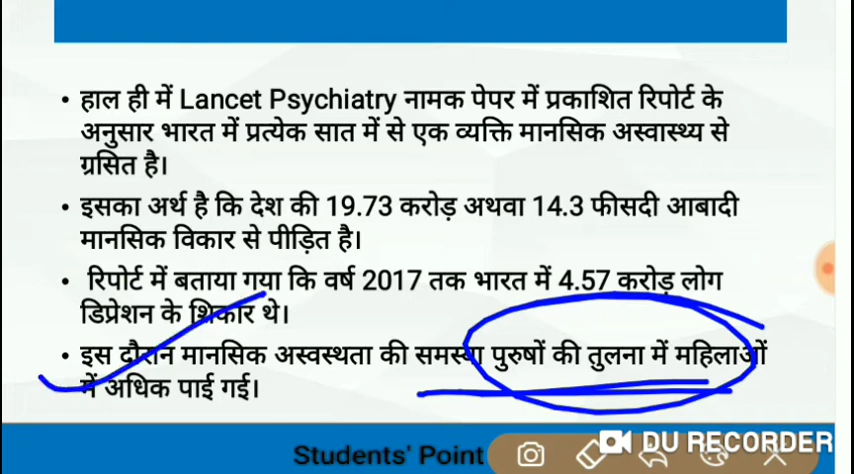 • हाल ही में Lancet Psychiatry नामक पेपर में प्रकाशित रिपोर्ट के
अनुसार भारत में प्रत्येक सात में से एक व्यक्ति मानसिक अस्वास्थ्य से
ग्रसित है।
• इसका अर्थ है कि देश की 19.73 करोड़ अथवा 14.3 फीसदी आबादी
मानसिक विकार से पीड़ित है।
• रिपोर्ट में बताया गया कि वर्ष 2017 तक भारत में 4.57 करोड़ लोग
डिप्रेशन के शिकार थे।
• इस दौरान मानसिक अस्वस्थता की समस्या पुरुषों की तुलना में महिलाओं
में अधिक पाई गई।
Students' Point
DU RECORDER